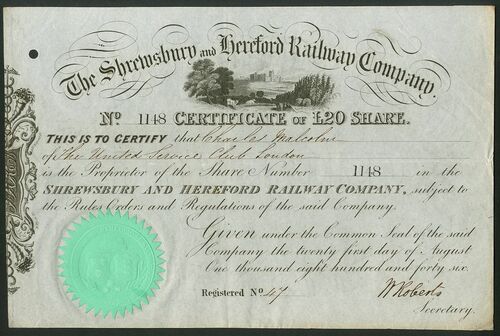 The Shrewsbury and Hereford Railway Company.
No 1148 CERTIFICATE OF £20 SHARE.
THIS IS TO CERTIFY that Charles Malcolm
of the United Service Club London
is the Proprietor of the Share Number 1148 in the
SHREWSBURY AND HEREFORD RAILWAY COMPANY, subject to
the Rules Orders and Regulations of the said Company.
Given under the Common Seal of the said
Company the twenty first day of August
One thousand eight hundred and forty six.
Registered No. 47
W Roberts
Secretary.